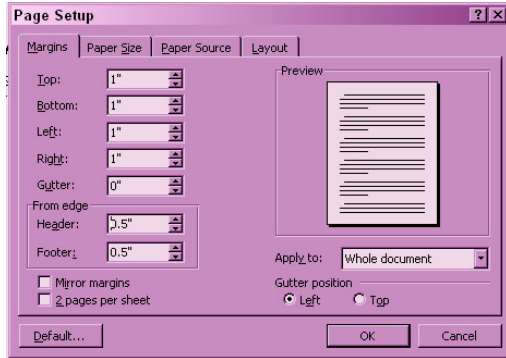 Page Setup
Margins Paper Size Paper Source Layout
Top: 1"
Bottom: 1"
Left: 1"
Right: 1"
Gutter: 0"
From edge
Header: 0.5"
Footer: 0.5"
Mirror margins
2 pages per sheet
Preview
Apply to: Whole document
Gutter position
Left Top
Default... OK Cancel